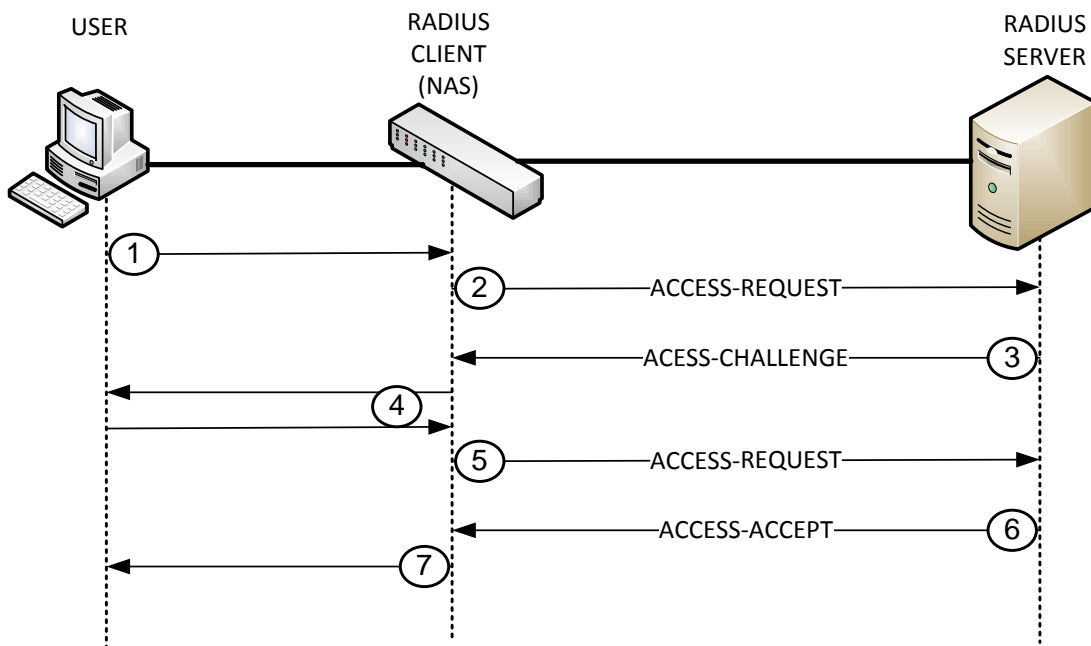 USER
RADIUS
CLIENT
(NAS)
RADIUS
SERVER
1
2
ACCESS-REQUEST
ACESS-CHALLENGE
3
4
5
ACCESS-REQUEST
ACCESS-ACCEPT
6
7